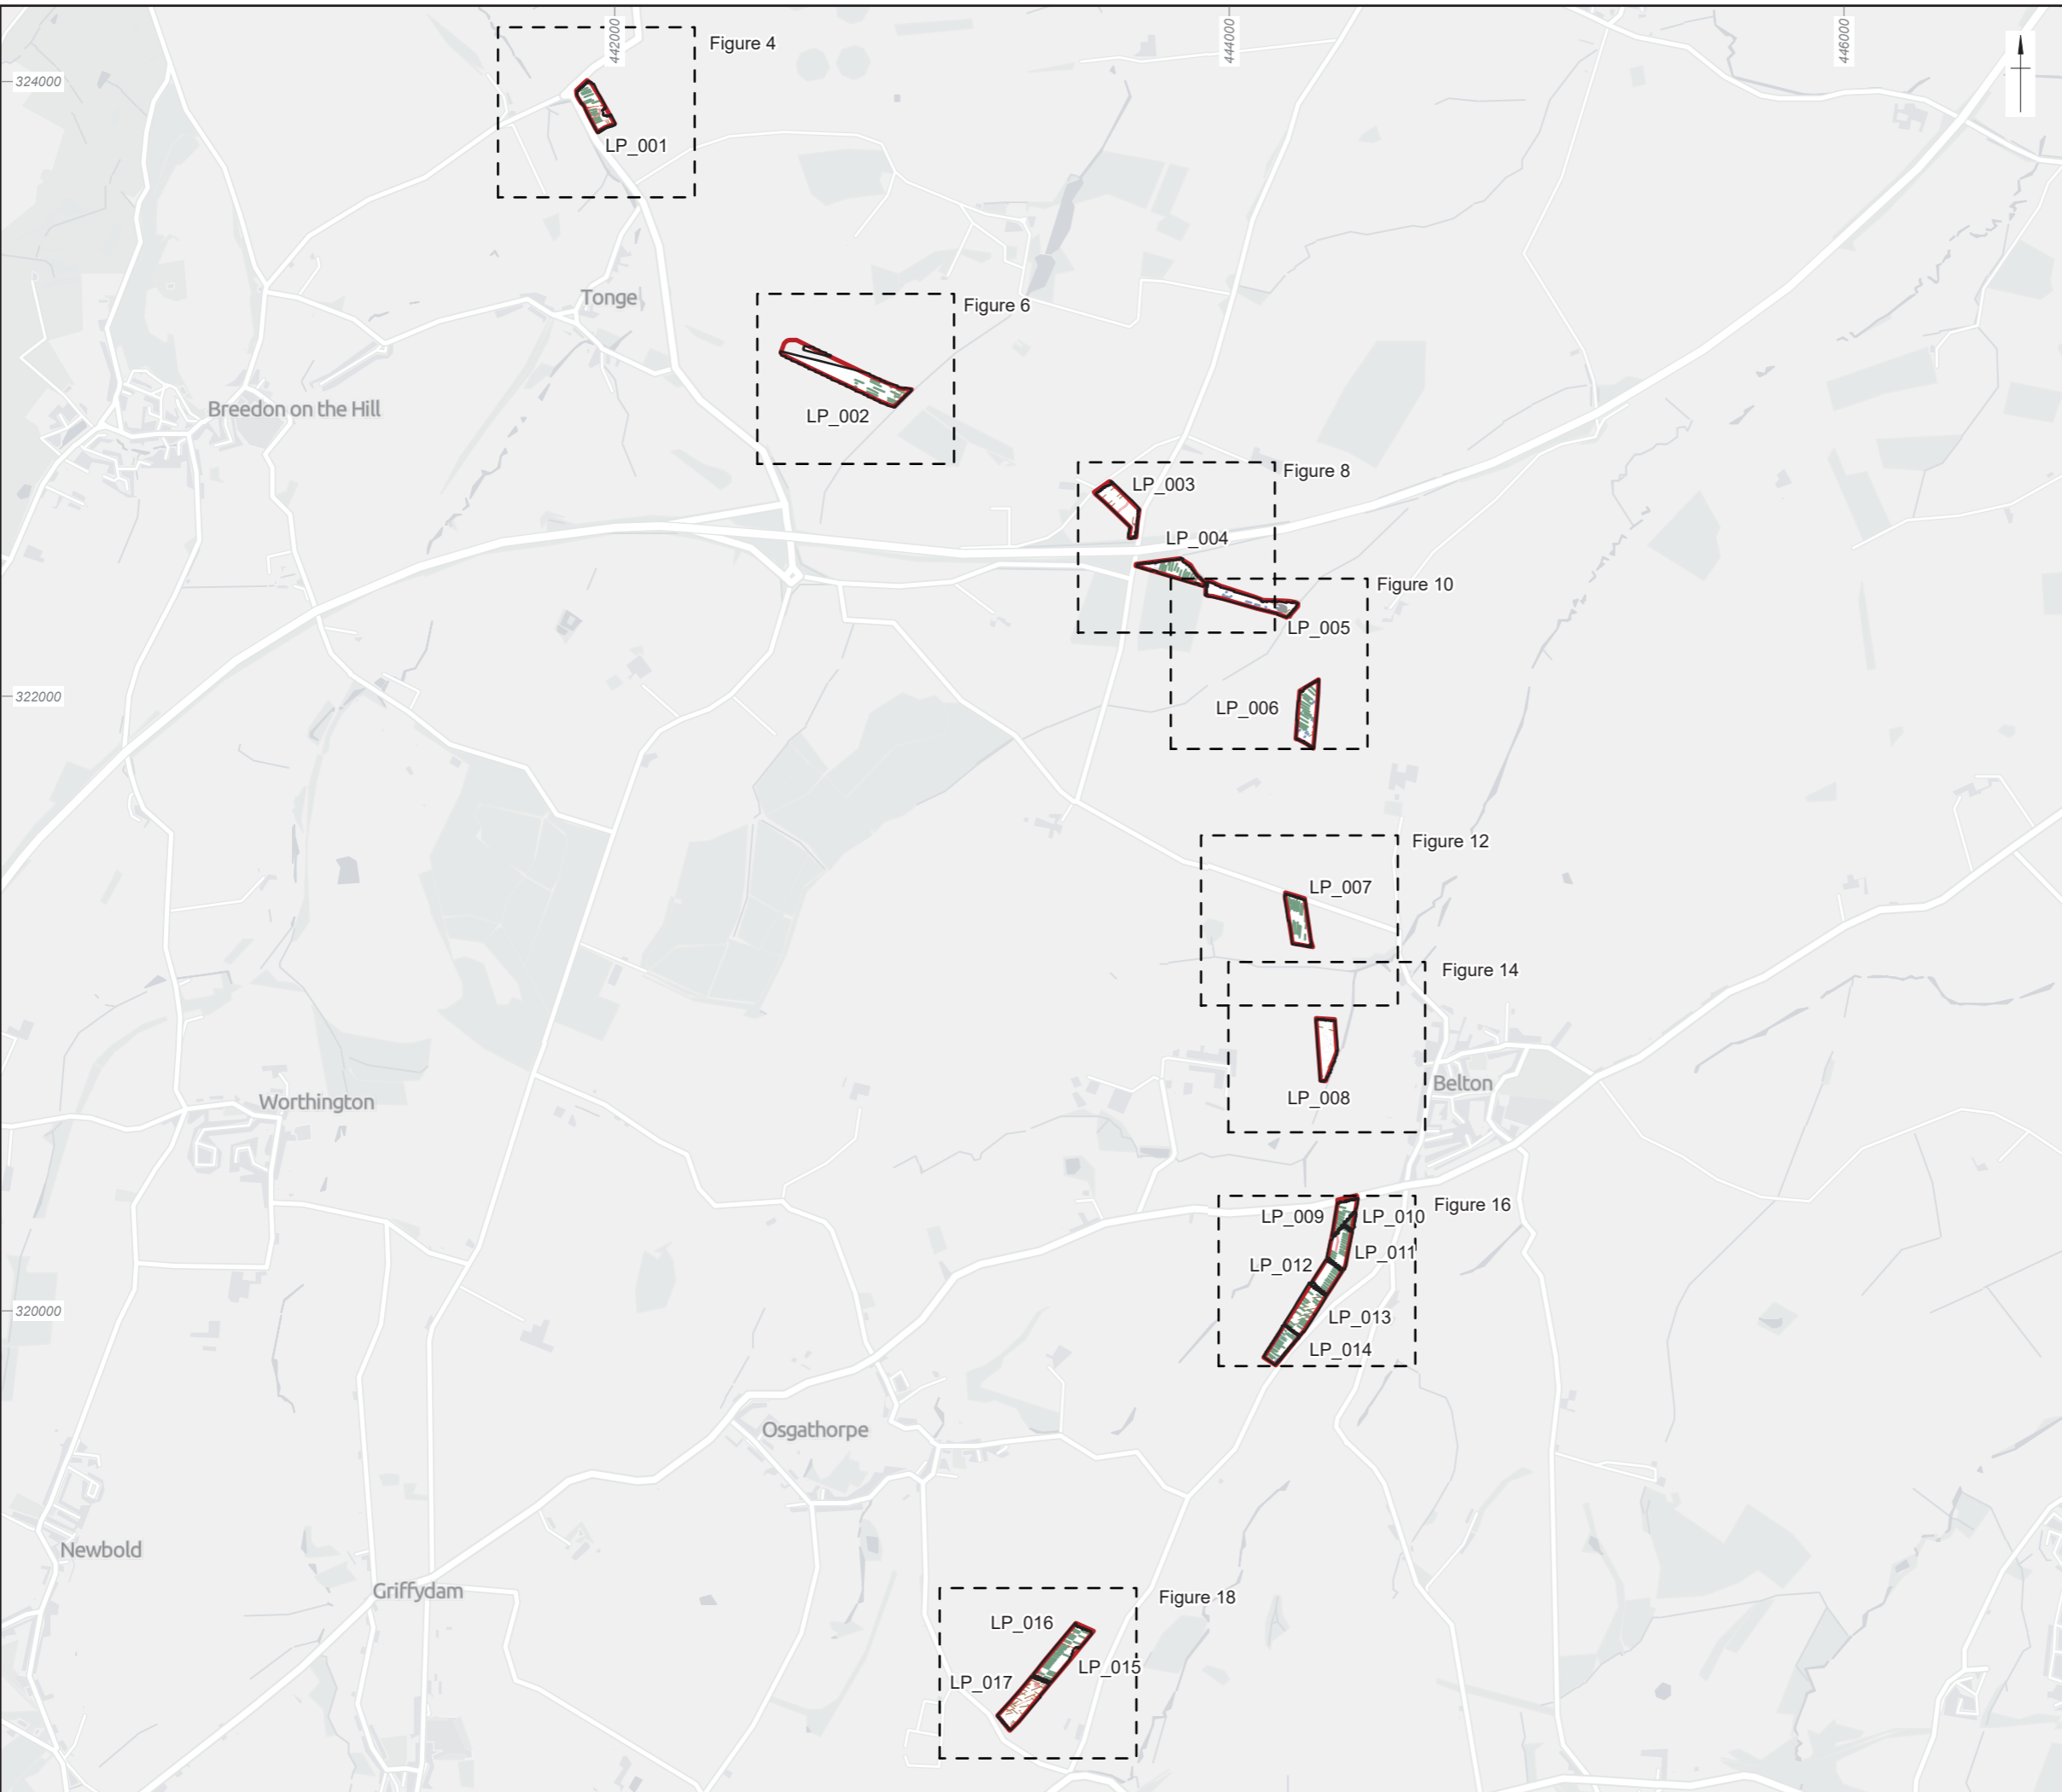 442000
444000
446000
Figure 4
324000
LP_001
Tonge
Figure 6
Breedon on the Hill
LP_002
Figure 8
LP_003
LP_004
Figure 10
LP_005
322000
LP_006
Figure 12
LP_007
Figure 14
Belton
LP_008
Worthington
Figure 16
LP_009
LP_010
LP_011
LP_012
320000
LP_013
LP_014
Osgathorpe
Newbold
Griffydam
Figure 18
LP_016
LP_015
LP_017